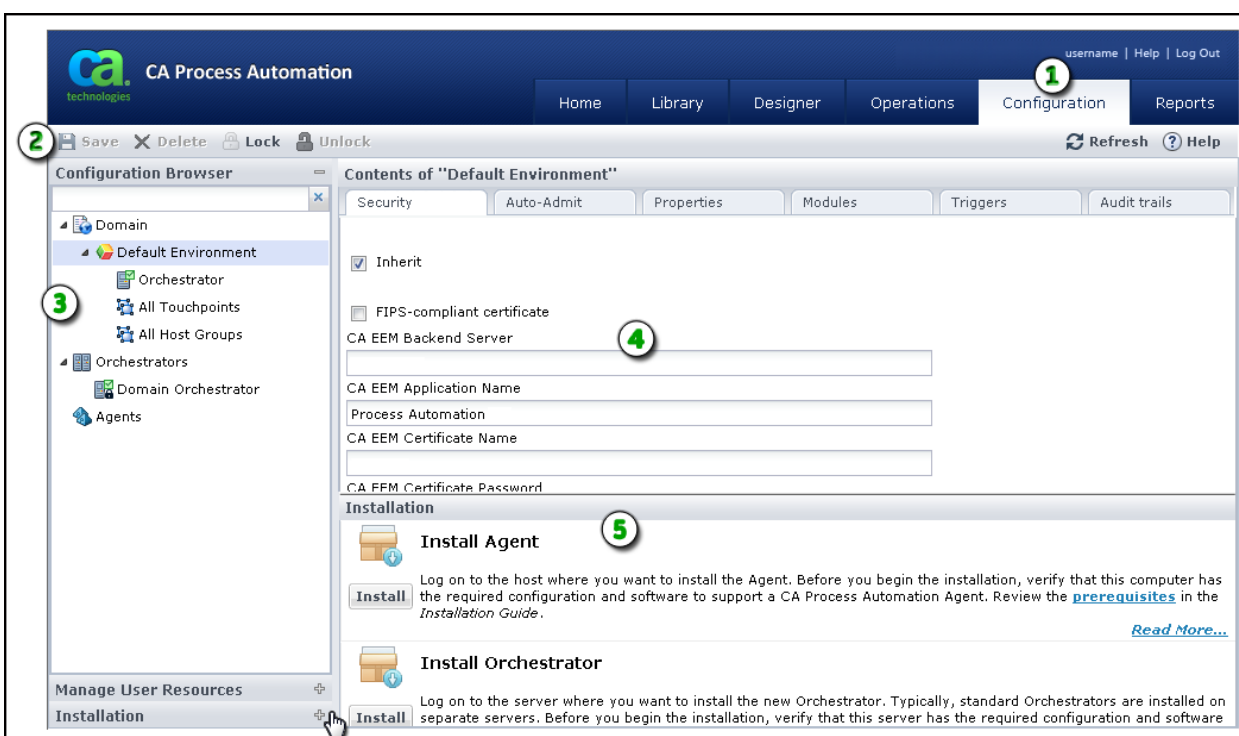 username | Help | Log Out
ca.
technologies
CA Process Automation
1
Home Library Designer Operations Configuration Reports
2
Save Delete Lock Unlock
Refresh ? Help
Configuration Browser
Domain
Default Environment
Orchestrator
3
All Touchpoints
All Host Groups
Orchestrators
Domain Orchestrator
Agents
Manage User Resources
Installation
Contents of "Default Environment"
Security Auto-Admit Properties Modules Triggers Audit trails
Inherit
FIPS-compliant certificate
4
CA EEM Backend Server
CA EEM Application Name
Process Automation
CA EEM Certificate Name
CA EEM Certificate Password
Installation
5
Install Agent
Install
Log on to the host where you want to install the Agent. Before you begin the installation, verify that this computer has
the required configuration and software to support a CA Process Automation Agent. Review the prerequisites in the
Installation Guide.
Read More...
Install Orchestrator
Install
Log on to the server where you want to install the new Orchestrator. Typically, standard Orchestrators are installed on
separate servers. Before you begin the installation, verify that this server has the required configuration and software